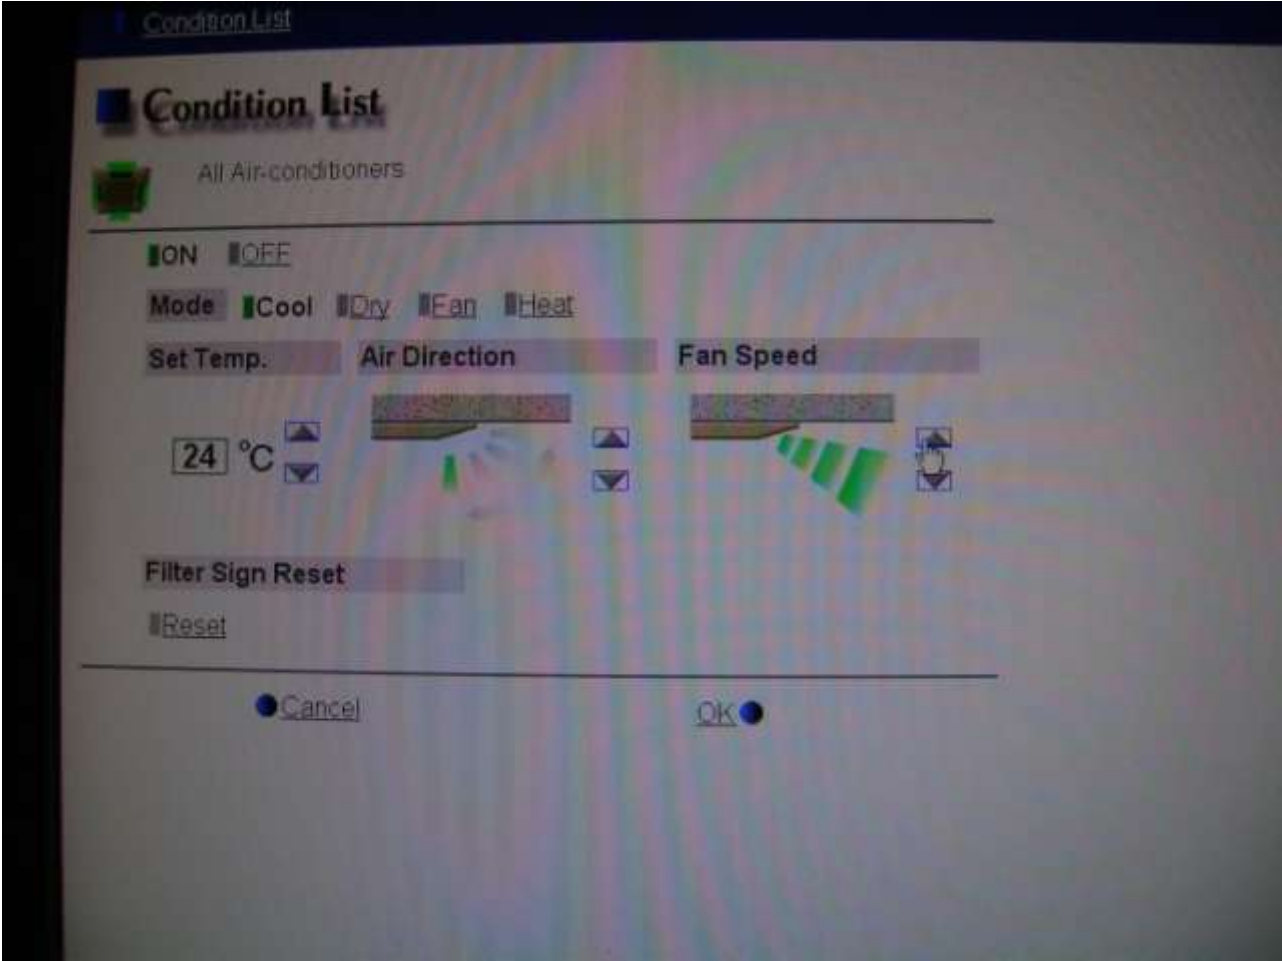 Condition List
Condition List
All Air-conditioners
ON OFF
Mode Cool Dry Fan Heat
Set Temp. Air Direction Fan Speed
24 °C
Filter Sign Reset
Reset
Cancel OK